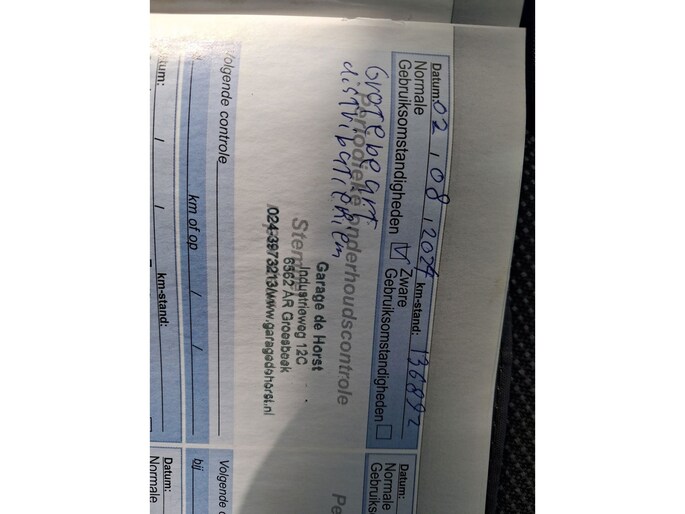 Datum: 02 / 08 / 2024 km-stand: 136892
Normale Gebruiksomstandigheden Zware Gebruiksomstandigheden
Periodieke onderhoudscontrole
Grote beurt
distributieriem
Stempel
Garage de Horst
Industrieweg 12C
6562 AR Groesbeek
024-3973213/www.garagedehorst.nl
Volgende controle
km of op / /
km-stand:
Datum:
Normale
Volgende
bij
Datum:
Normale